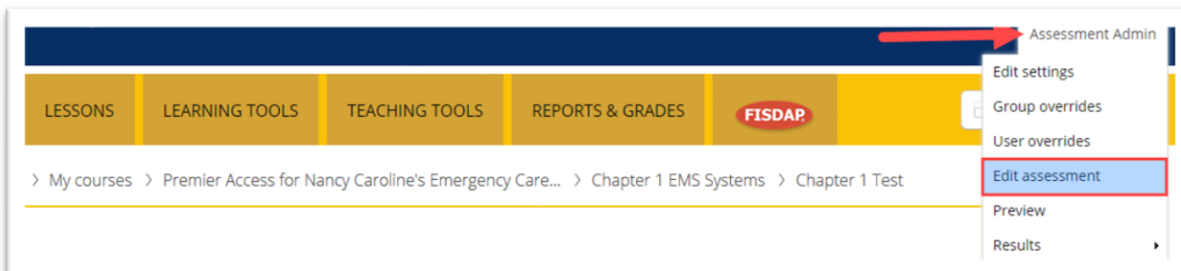 Assessment Admin
Edit settings
LESSONS LEARNING TOOLS TEACHING TOOLS REPORTS & GRADES FISDAP
Group overrides
User overrides
> My courses > Premier Access for Nancy Caroline's Emergency Care... > Chapter 1 EMS Systems > Chapter 1 Test
Edit assessment
Preview
Results